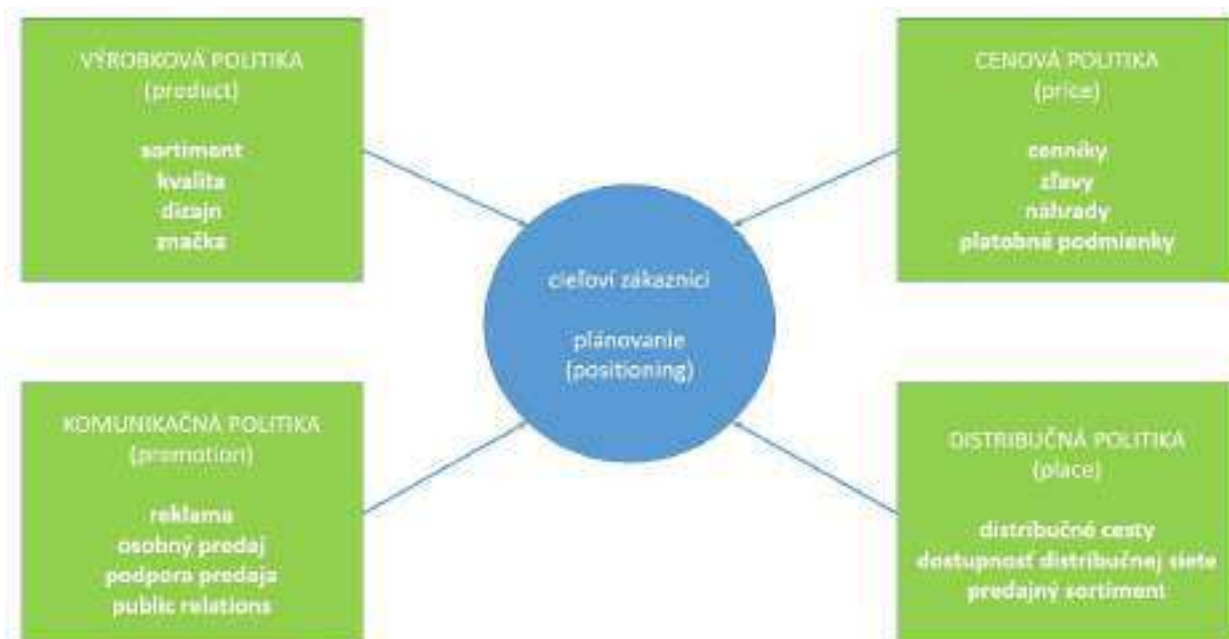 VÝROBKOVÁ POLITIKA
(product)
sortiment
kvalita
dizajn
značka
CENOVÁ POLITIKA
(price)
cenníky
zľavy
náhrady
platobné podmienky
cieľoví zákazníci
plánovanie
(positioning)
KOMUNIKAČNÁ POLITIKA
(promotion)
reklama
osobný predaj
podpora predaja
public relations
DISTRIBUČNÁ POLITIKA
(place)
distribučné cesty
dostupnosť distribučnej siete
predajný sortiment